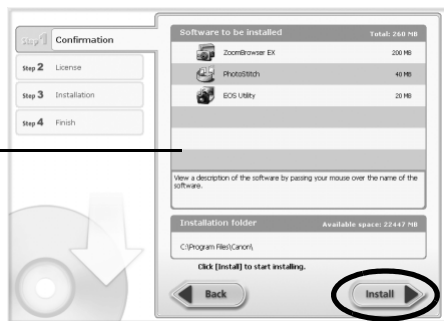 Step 1 Confirmation
Step 2 License
Step 3 Installation
Step 4 Finish
Software to be installed Total: 260 MB
ZoomBrowser EX 200 MB
PhotoStitch 40 MB
EOS Utility 20 MB
View a description of the software by passing your mouse over the name of the
software.
Installation folder Available space: 22447 MB
C:\Program Files\Canon\
Click [Install] to start installing.
Back Install